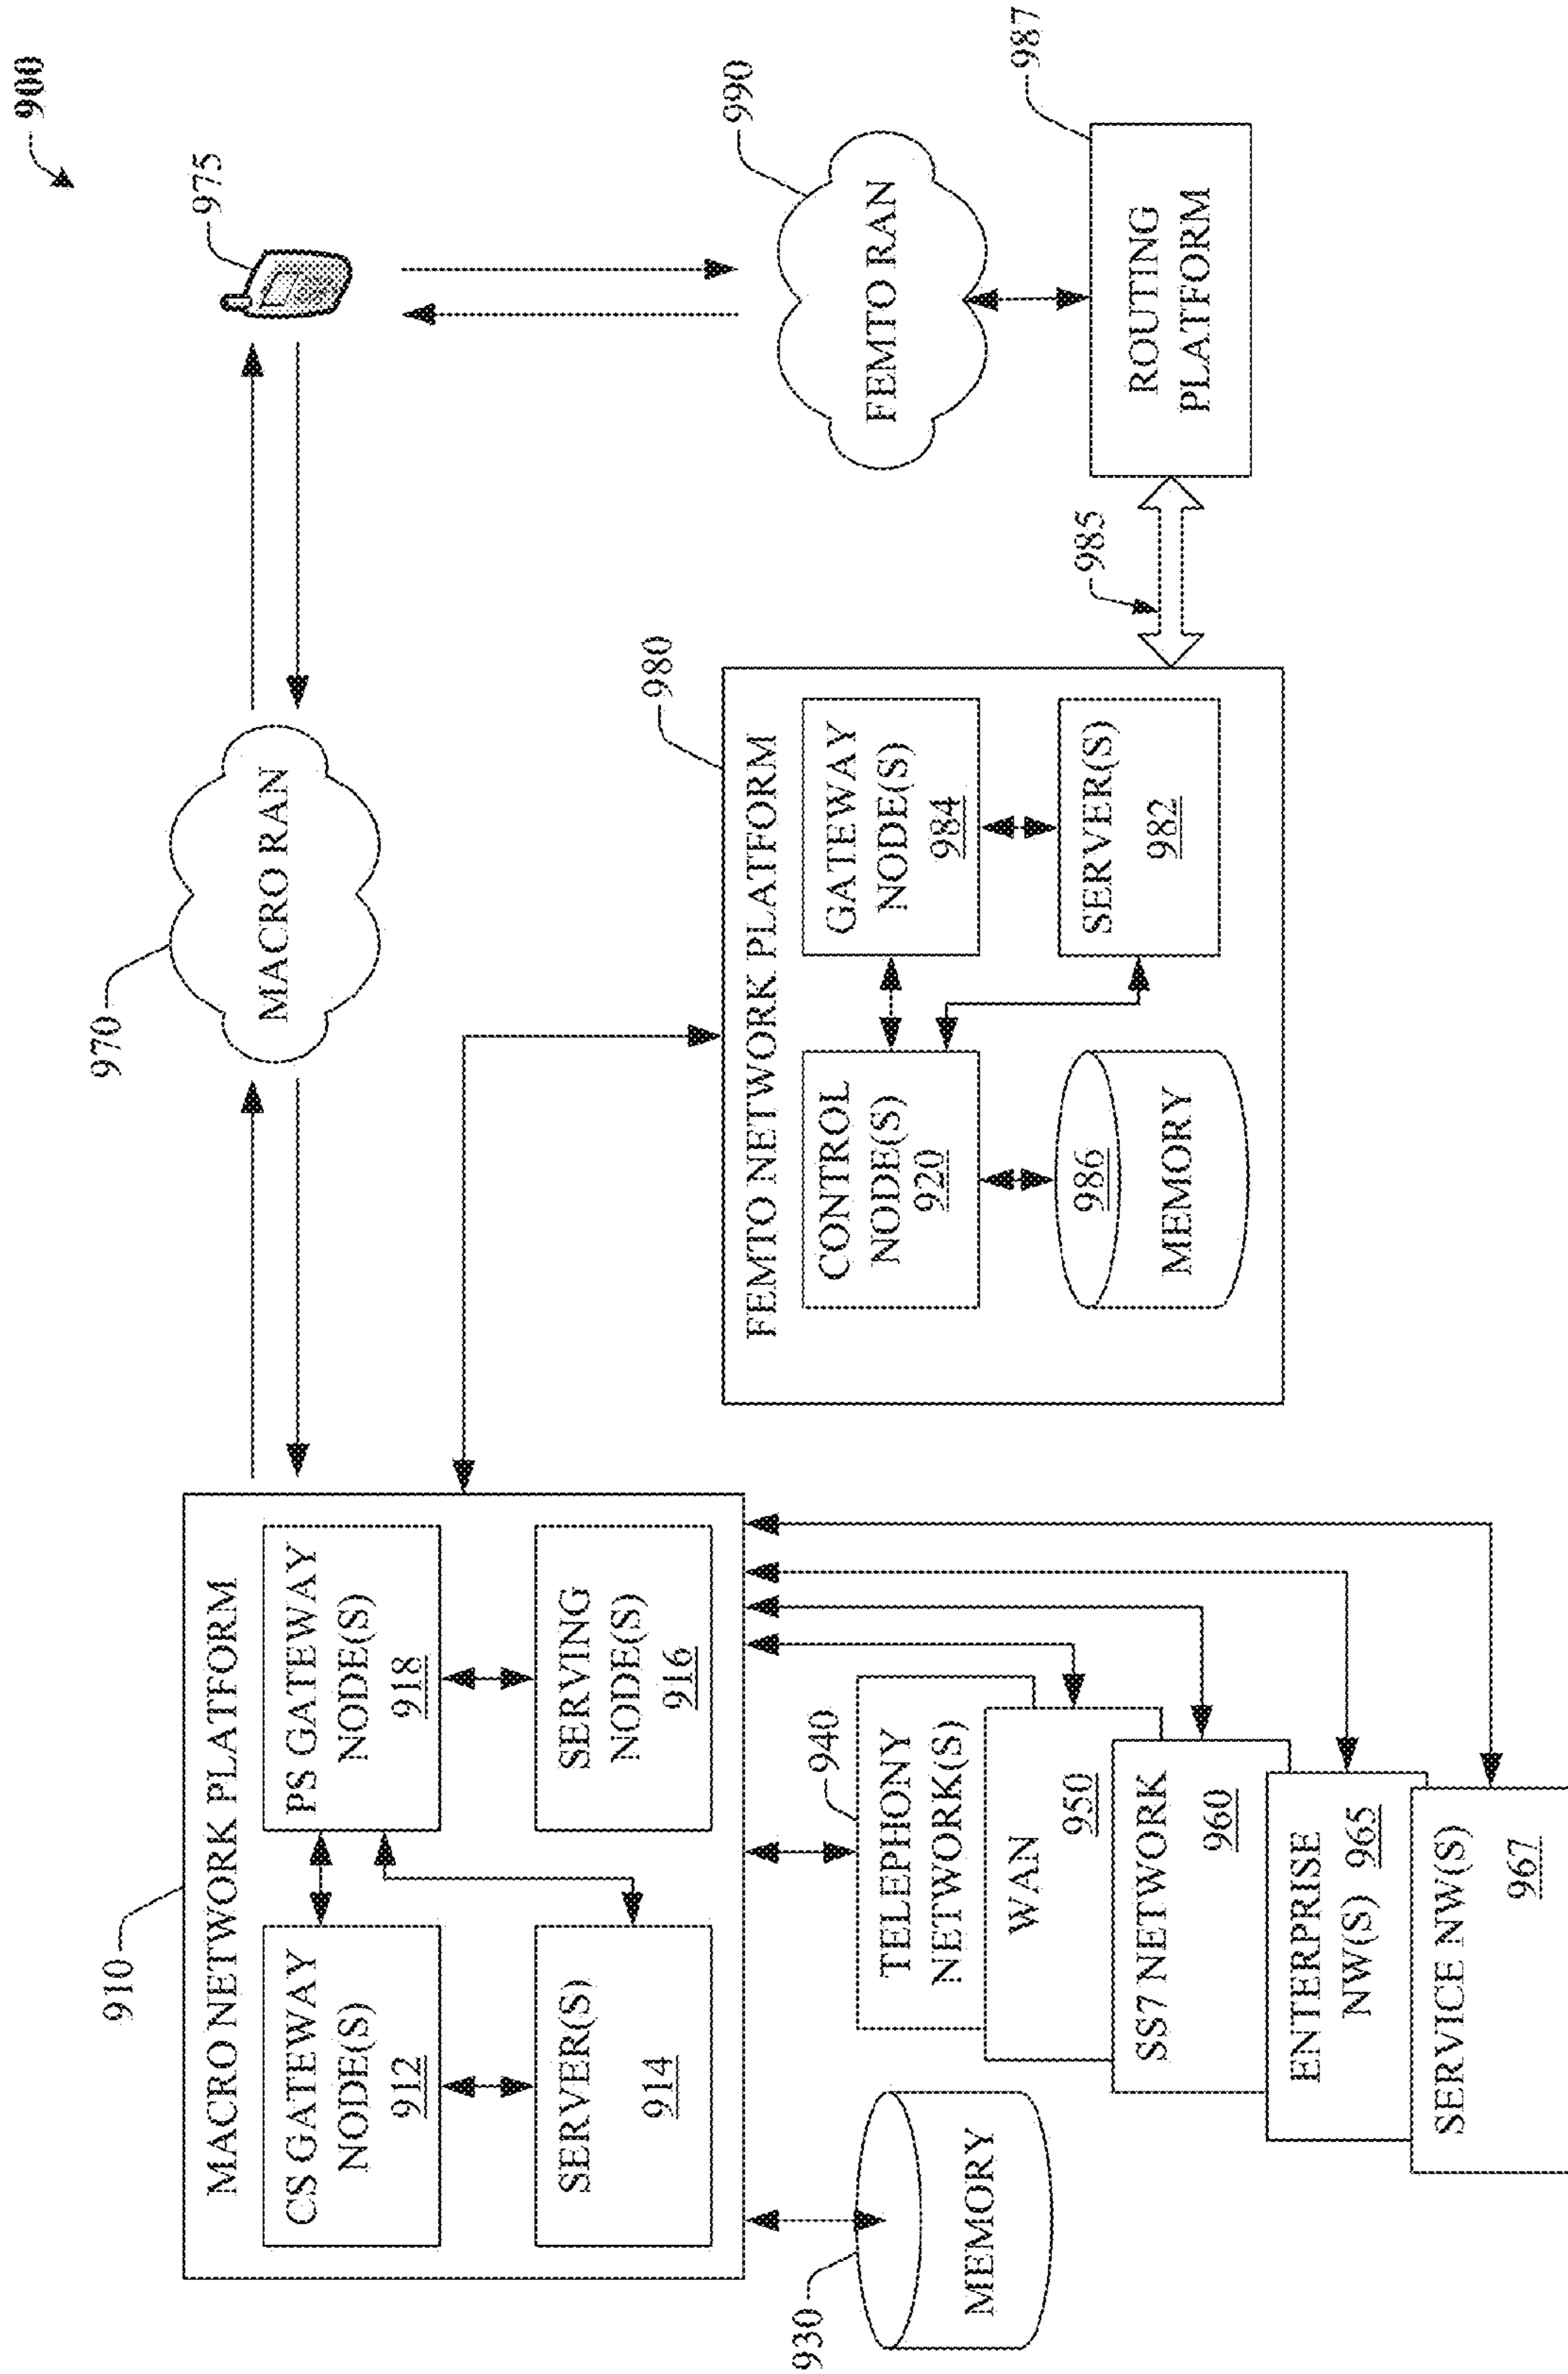 900
910
MACRO NETWORK PLATFORM
CS GATEWAY
NODE(S)
912
PS GATEWAY
NODE(S)
918
SERVER(S)
914
SERVING
NODE(S)
916
970
MACRO RAN
975
930
MEMORY
940
TELEPHONY
NETWORK(S)
WAN
950
SS7 NETWORK
960
ENTERPRISE
NW(S) 965
SERVICE NW(S)
967
980
FEMTO NETWORK PLATFORM
CONTROL
NODE(S)
920
GATEWAY
NODE(S)
984
986
MEMORY
SERVER(S)
982
985
990
FEMTO RAN
987
ROUTING
PLATFORM